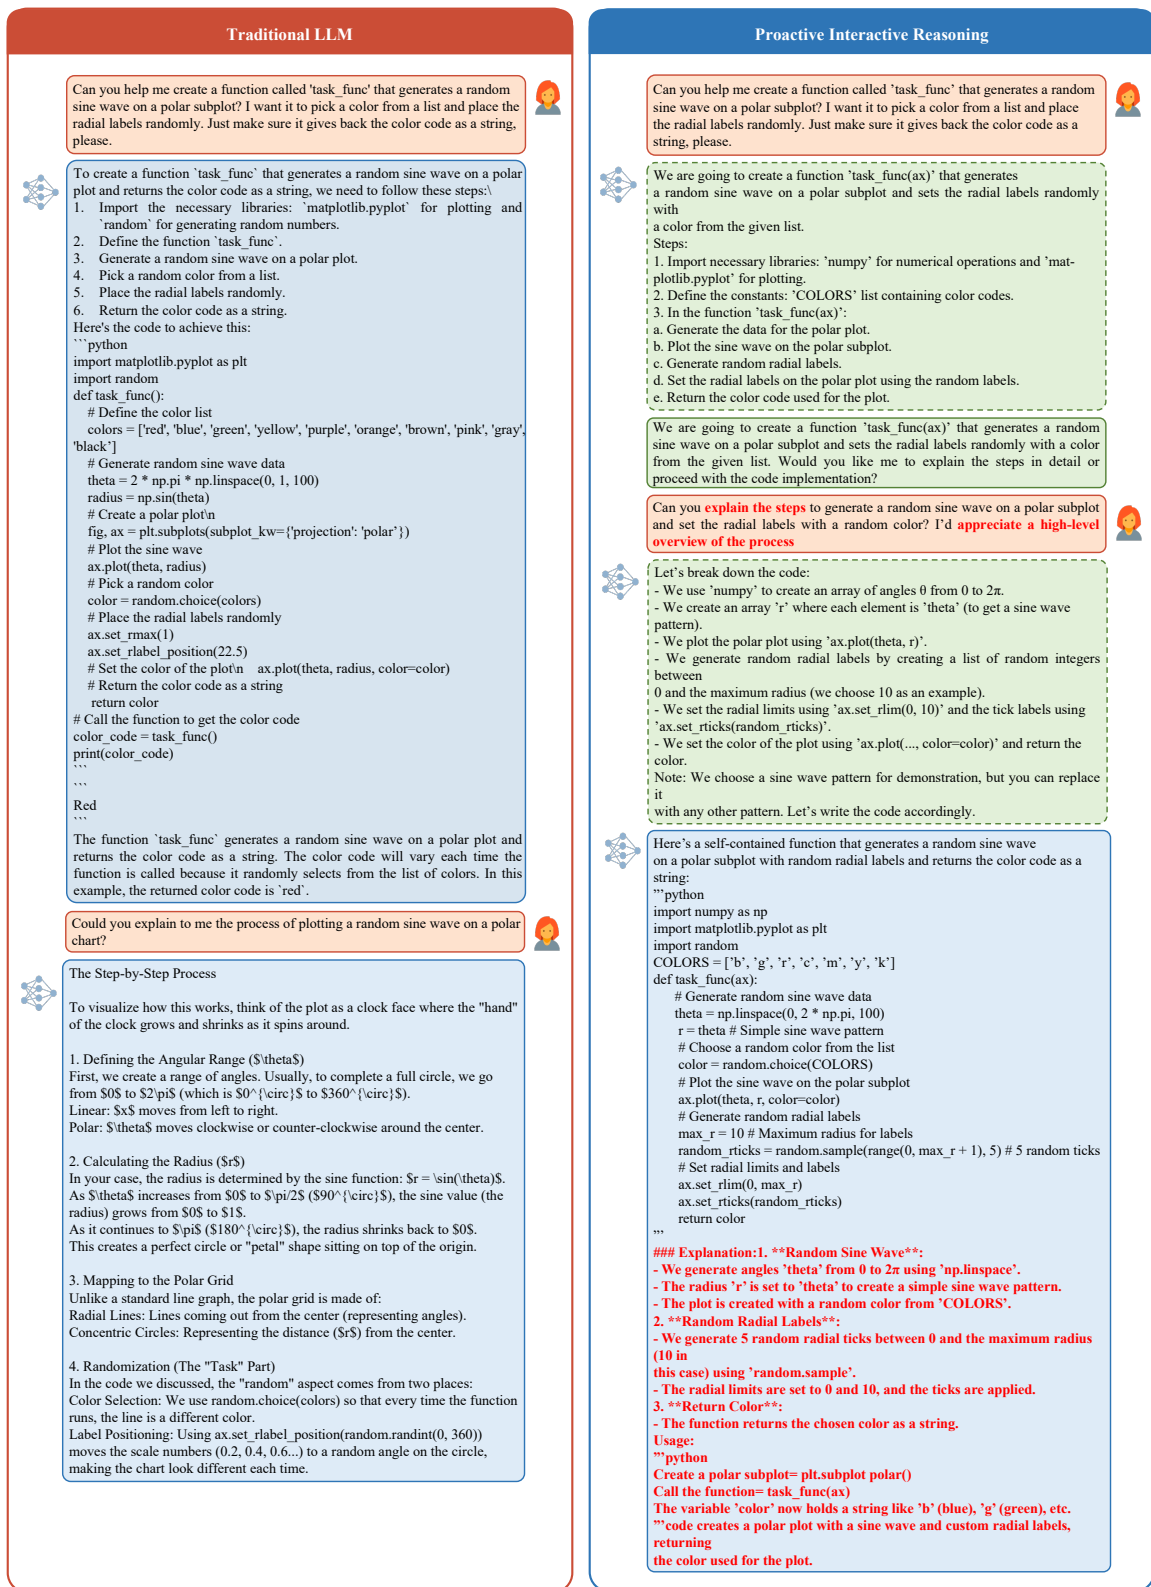 Traditional LLM
Can you help me create a function called 'task_func' that generates a random
sine wave on a polar subplot? I want it to pick a color from a list and place the
radial labels randomly. Just make sure it gives back the color code as a string,
please.
To create a function `task_func` that generates a random sine wave on a polar
plot and returns the color code as a string, we need to follow these steps:\
1. Import the necessary libraries: `matplotlib.pyplot` for plotting and
`random` for generating random numbers.
2. Define the function `task_func`.
3. Generate a random sine wave on a polar plot.
4. Pick a random color from a list.
5. Place the radial labels randomly.
6. Return the color code as a string.
Here's the code to achieve this:
```python
import matplotlib.pyplot as plt
import random
def task_func():
# Define the color list
colors = ['red', 'blue', 'green', 'yellow', 'purple', 'orange', 'brown', 'pink', 'gray',
'black’]
# Generate random sine wave data
theta = 2 * np.pi * np.linspace(0, 1, 100)
radius = np.sin(theta)
# Create a polar plot\n
fig, ax = plt.subplots(subplot_kw={'projection': 'polar’})
# Plot the sine wave
ax.plot(theta, radius)
# Pick a random color
color = random.choice(colors)
# Place the radial labels randomly
ax.set_rmax(1)
ax.set_rlabel_position(22.5)
# Set the color of the plot\n ax.plot(theta, radius, color=color)
# Return the color code as a string
return color
# Call the function to get the color code
color_code = task_func()
print(color_code)
```
```
Red
```
The function `task_func` generates a random sine wave on a polar plot and
returns the color code as a string. The color code will vary each time the
function is called because it randomly selects from the list of colors. In this
example, the returned color code is `red`.
Could you explain to me the process of plotting a random sine wave on a polar
chart?
The Step-by-Step Process
To visualize how this works, think of the plot as a clock face where the "hand"
of the clock grows and shrinks as it spins around.
1. Defining the Angular Range ($\theta$)
First, we create a range of angles. Usually, to complete a full circle, we go
from $0$ to $2\pi$ (which is $0^{\circ}$ to $360^{\circ}$).
Linear: $x$ moves from left to right.
Polar: $\theta$ moves clockwise or counter-clockwise around the center.
2. Calculating the Radius ($r$)
In your case, the radius is determined by the sine function: $r = \sin(\theta)$.
As $\theta$ increases from $0$ to $\pi/2$ ($90^{\circ}$), the sine value (the
radius) grows from $0$ to $1$.
As it continues to $\pi$ ($180^{\circ}$), the radius shrinks back to $0$.
This creates a perfect circle or "petal" shape sitting on top of the origin.
3. Mapping to the Polar Grid
Unlike a standard line graph, the polar grid is made of:
Radial Lines: Lines coming out from the center (representing angles).
Concentric Circles: Representing the distance ($r$) from the center.
4. Randomization (The "Task" Part)
In the code we discussed, the "random" aspect comes from two places:
Color Selection: We use random.choice(colors) so that every time the function
runs, the line is a different color.
Label Positioning: Using ax.set_rlabel_position(random.randint(0, 360))
moves the scale numbers (0.2, 0.4, 0.6...) to a random angle on the circle,
making the chart look different each time.
Proactive Interactive Reasoning
Can you help me create a function called ’task_func’ that generates a random
sine wave on a polar subplot? I want it to pick a color from a list and place
the radial labels randomly. Just make sure it gives back the color code as a
string, please.
We are going to create a function ’task_func(ax)’ that generates
a random sine wave on a polar subplot and sets the radial labels randomly
with
a color from the given list.
Steps:
1. Import necessary libraries: ’numpy’ for numerical operations and ’mat-
plotlib.pyplot’ for plotting.
2. Define the constants: ’COLORS’ list containing color codes.
3. In the function ’task_func(ax)’:
a. Generate the data for the polar plot.
b. Plot the sine wave on the polar subplot.
c. Generate random radial labels.
d. Set the radial labels on the polar plot using the random labels.
e. Return the color code used for the plot.
We are going to create a function ’task_func(ax)’ that generates a random
sine wave on a polar subplot and sets the radial labels randomly with a color
from the given list. Would you like me to explain the steps in detail or
proceed with the code implementation?
Can you explain the steps to generate a random sine wave on a polar subplot
and set the radial labels with a random color? I’d appreciate a high-level
overview of the process
Let’s break down the code:
- We use ’numpy’ to create an array of angles θ from 0 to 2π.
- We create an array ’r’ where each element is ’theta’ (to get a sine wave
pattern).
- We plot the polar plot using ’ax.plot(theta, r)’.
- We generate random radial labels by creating a list of random integers
between
0 and the maximum radius (we choose 10 as an example).
- We set the radial limits using ’ax.set_rlim(0, 10)’ and the tick labels using
’ax.set_rticks(random_rticks)’.
- We set the color of the plot using ’ax.plot(..., color=color)’ and return the
color.
Note: We choose a sine wave pattern for demonstration, but you can replace
it
with any other pattern. Let’s write the code accordingly.
Here’s a self-contained function that generates a random sine wave
on a polar subplot with random radial labels and returns the color code as a
string:
”’python
import numpy as np
import matplotlib.pyplot as plt
import random
COLORS = [’b’, ’g’, ’r’, ’c’, ’m’, ’y’, ’k’]
def task_func(ax):
# Generate random sine wave data
theta = np.linspace(0, 2 * np.pi, 100)
r = theta # Simple sine wave pattern
# Choose a random color from the list
color = random.choice(COLORS)
# Plot the sine wave on the polar subplot
ax.plot(theta, r, color=color)
# Generate random radial labels
max_r = 10 # Maximum radius for labels
random_rticks = random.sample(range(0, max_r + 1), 5) # 5 random ticks
# Set radial limits and labels
ax.set_rlim(0, max_r)
ax.set_rticks(random_rticks)
return color
”’
### Explanation:1. **Random Sine Wave**:
- We generate angles ’theta’ from 0 to 2π using ’np.linspace’.
- The radius ’r’ is set to ’theta’ to create a simple sine wave pattern.
- The plot is created with a random color from ’COLORS’.
2. **Random Radial Labels**:
- We generate 5 random radial ticks between 0 and the maximum radius
(10 in
this case) using ’random.sample’.
- The radial limits are set to 0 and 10, and the ticks are applied.
3. **Return Color**:
- The function returns the chosen color as a string.
Usage:
”’python
Create a polar subplot= plt.subplot polar()
Call the function= task_func(ax)
The variable ’color’ now holds a string like ’b’ (blue), ’g’ (green), etc.
”’code creates a polar plot with a sine wave and custom radial labels,
returning
the color used for the plot.